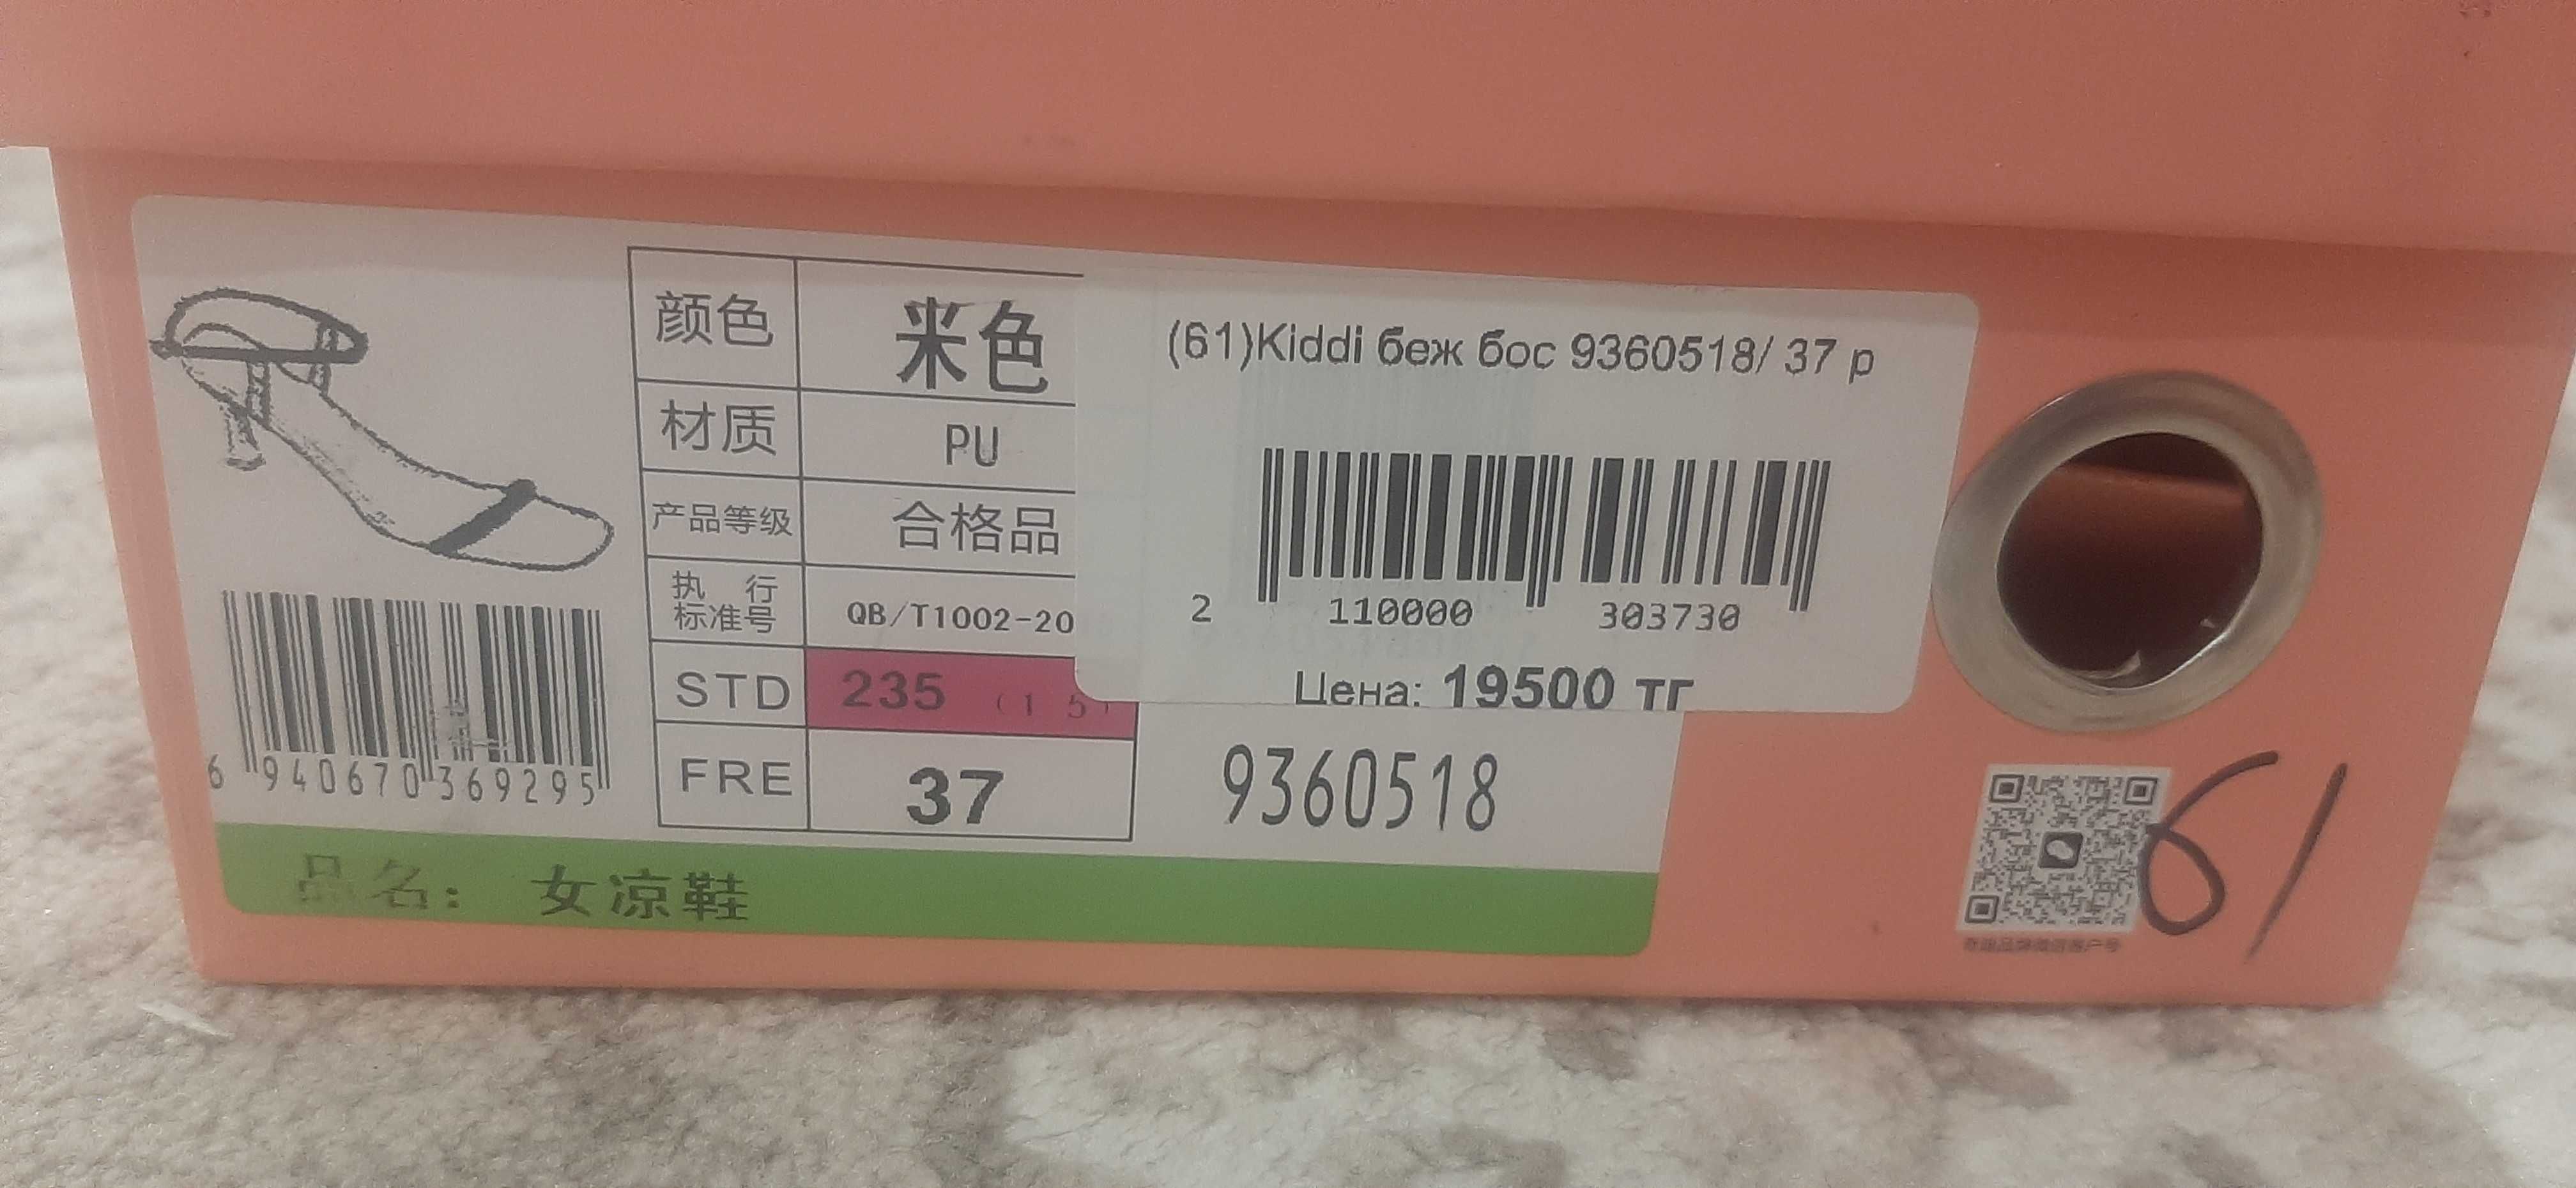 颜色 米色
材质 PU
产品等级 合格品
执行标准号 QB/T1002-20
STD 235 (1 5)
FRE 37
6 940670 369295
品名： 女凉鞋
(61)Kiddi беж бос 9360518/ 37 р
2 110000 303730
Цена: 19500 тг
9360518
61